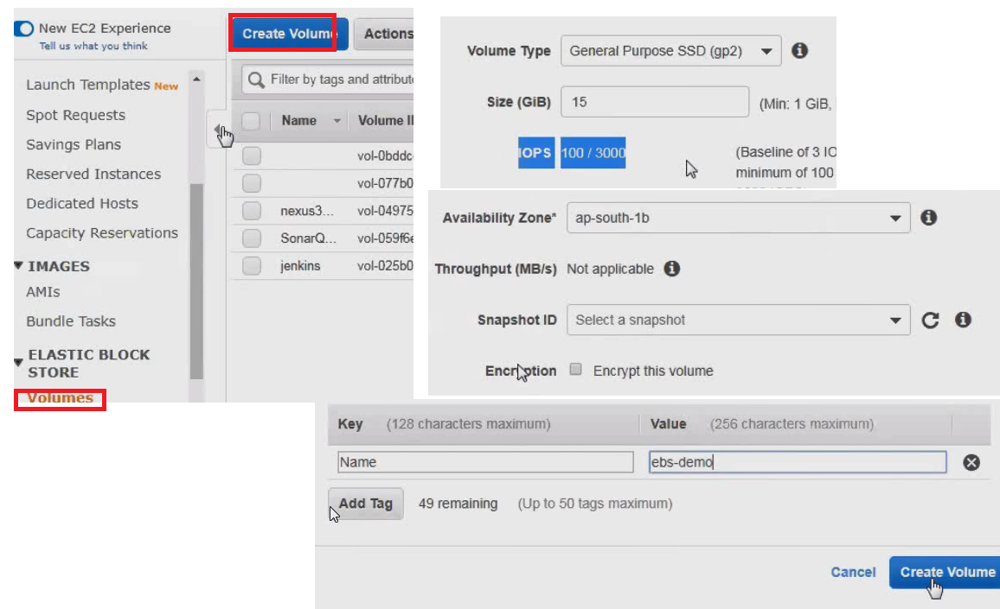 New EC2 Experience
Tell us what you think
Launch Templates New
Spot Requests
Savings Plans
Reserved Instances
Dedicated Hosts
Capacity Reservations
IMAGES
AMIs
Bundle Tasks
ELASTIC BLOCK
STORE
Volumes
Create Volume
Actions
Filter by tags and attribut
Name Volume I
vol-0bddc
vol-077b0
nexus3... vol-04975
SonarQ... vol-059f6e
jenkins vol-025b0
Volume Type General Purpose SSD (gp2)
Size (GiB) 15 (Min: 1 GiB,
IOPS 100 / 3000 (Baseline of 3 IO
minimum of 100
Availability Zone* ap-south-1b
Throughput (MB/s) Not applicable
Snapshot ID Select a snapshot
Encryption Encrypt this volume
Key (128 characters maximum) Value (256 characters maximum)
Name ebs-demo
Add Tag 49 remaining (Up to 50 tags maximum)
Cancel Create Volume